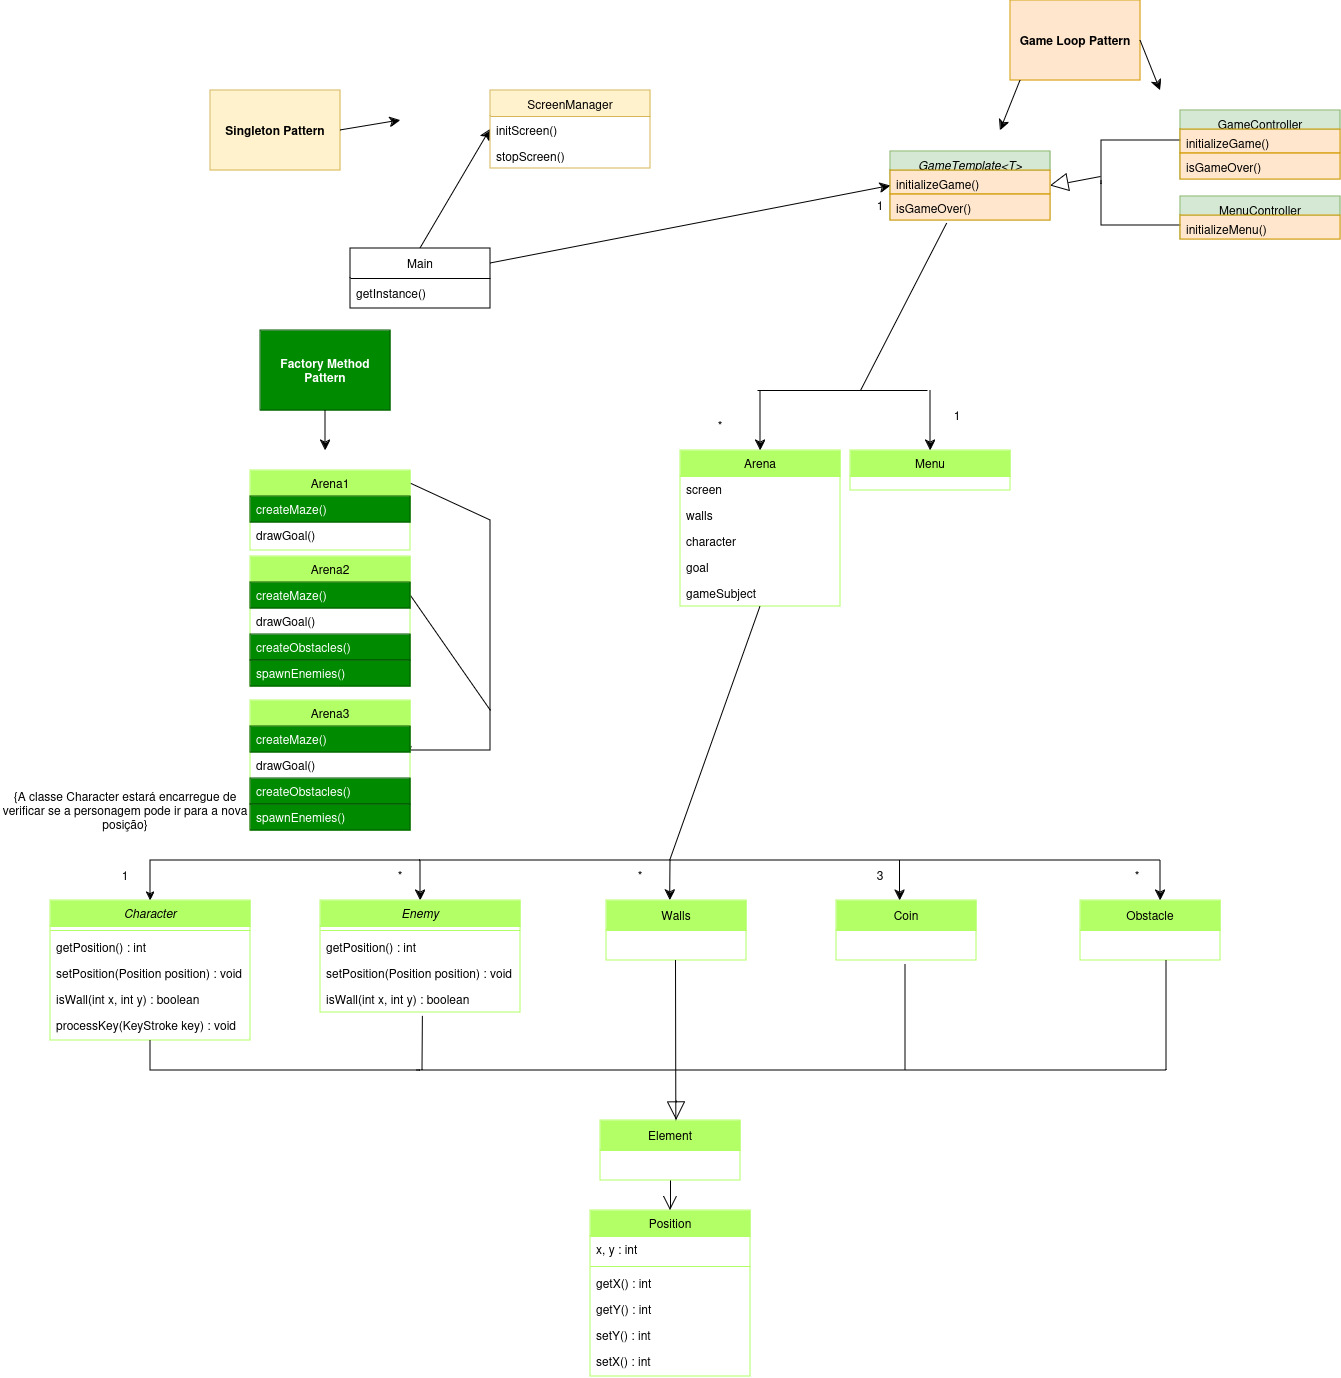 Game Loop Pattern
Singleton Pattern
ScreenManager
initScreen()
stopScreen()
GameController
initializeGame()
isGameOver()
GameTemplate<T>
initializeGame()
isGameOver()
1
MenuController
initializeMenu()
Main
getInstance()
Factory Method
Pattern
*
1
Arena
screen
walls
character
goal
gameSubject
Menu
Arena1
createMaze()
drawGoal()
Arena2
createMaze()
drawGoal()
createObstacles()
spawnEnemies()
Arena3
createMaze()
drawGoal()
createObstacles()
spawnEnemies()
{A classe Character estará encarregue de
verificar se a personagem pode ir para a nova
posição}
1
*
*
3
*
Character
getPosition() : int
setPosition(Position position) : void
isWall(int x, int y) : boolean
processKey(KeyStroke key) : void
Enemy
getPosition() : int
setPosition(Position position) : void
isWall(int x, int y) : boolean
Walls
Coin
Obstacle
Element
Position
x, y : int
getX() : int
getY() : int
setY() : int
setX() : int